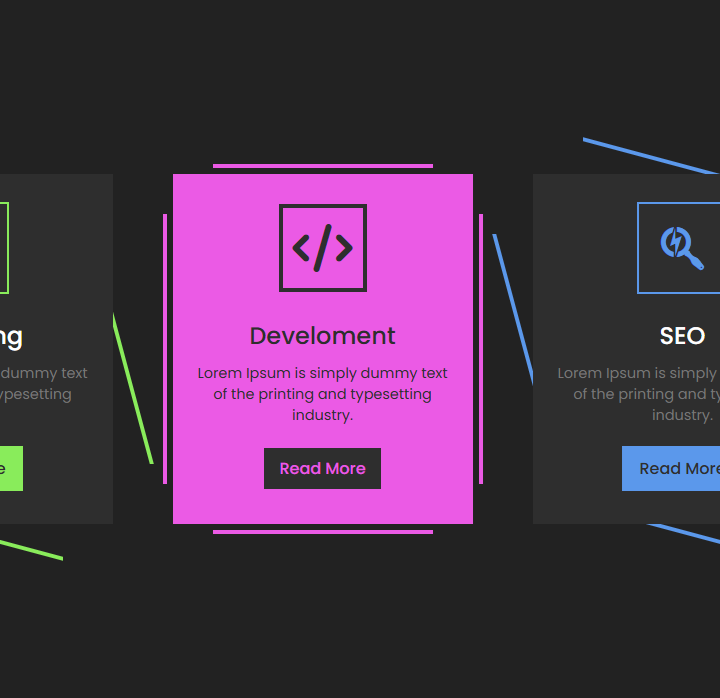 ng
dummy text
ypesetting
e
</>
Develoment
Lorem Ipsum is simply dummy text
of the printing and typesetting
industry.
Read More
SEO
Lorem Ipsum is simply
of the printing and ty
industry.
Read More